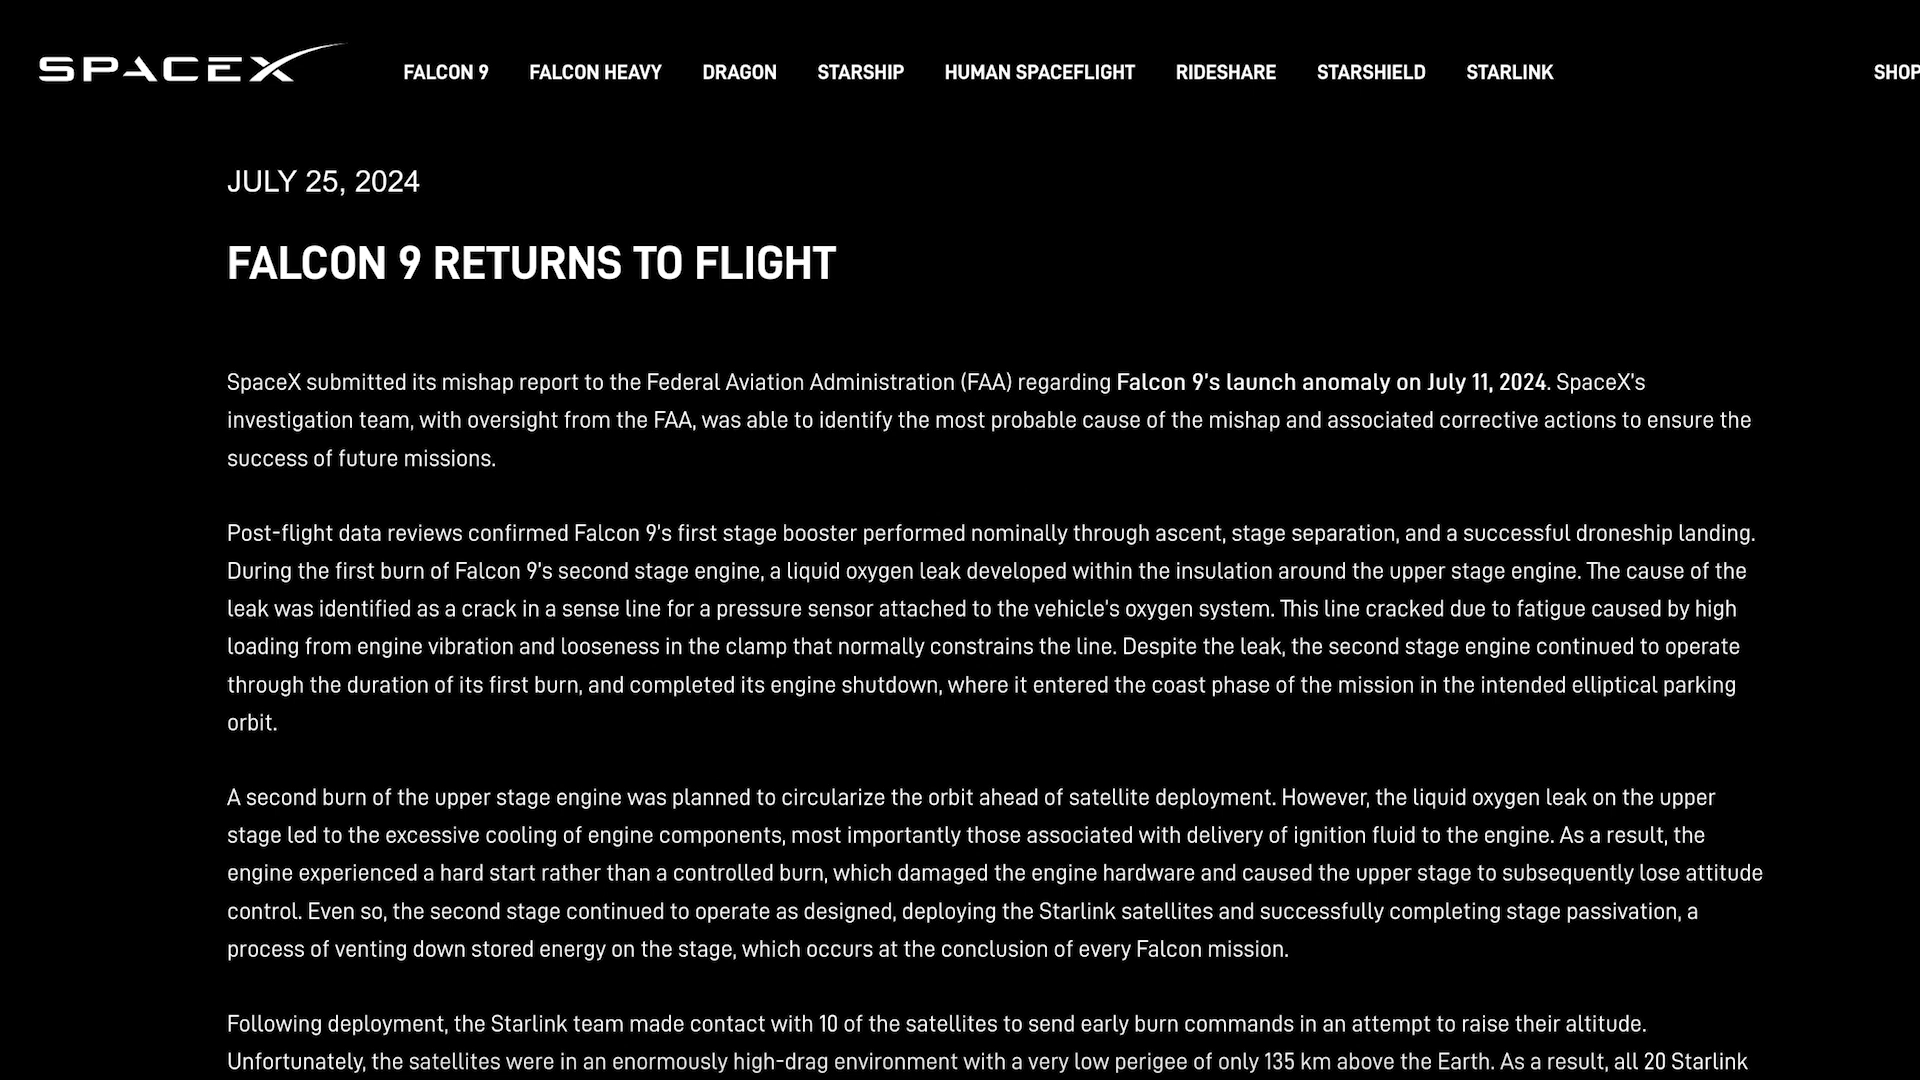 SPACEX FALCON 9 FALCON HEAVY DRAGON STARSHIP HUMAN SPACEFLIGHT RIDESHARE STARSHIELD STARLINK SHOP
JULY 25, 2024
FALCON 9 RETURNS TO FLIGHT
SpaceX submitted its mishap report to the Federal Aviation Administration (FAA) regarding Falcon 9's launch anomaly on July 11, 2024. SpaceX's
investigation team, with oversight from the FAA, was able to identify the most probable cause of the mishap and associated corrective actions to ensure the
success of future missions.
Post-flight data reviews confirmed Falcon 9's first stage booster performed nominally through ascent, stage separation, and a successful droneship landing.
During the first burn of Falcon 9's second stage engine, a liquid oxygen leak developed within the insulation around the upper stage engine. The cause of the
leak was identified as a crack in a sense line for a pressure sensor attached to the vehicle's oxygen system. This line cracked due to fatigue caused by high
loading from engine vibration and looseness in the clamp that normally constrains the line. Despite the leak, the second stage engine continued to operate
through the duration of its first burn, and completed its engine shutdown, where it entered the coast phase of the mission in the intended elliptical parking
orbit.
A second burn of the upper stage engine was planned to circularize the orbit ahead of satellite deployment. However, the liquid oxygen leak on the upper
stage led to the excessive cooling of engine components, most importantly those associated with delivery of ignition fluid to the engine. As a result, the
engine experienced a hard start rather than a controlled burn, which damaged the engine hardware and caused the upper stage to subsequently lose attitude
control. Even so, the second stage continued to operate as designed, deploying the Starlink satellites and successfully completing stage passivation, a
process of venting down stored energy on the stage, which occurs at the conclusion of every Falcon mission.
Following deployment, the Starlink team made contact with 10 of the satellites to send early burn commands in an attempt to raise their altitude.
Unfortunately, the satellites were in an enormously high-drag environment with a very low perigee of only 135 km above the Earth. As a result, all 20 Starlink